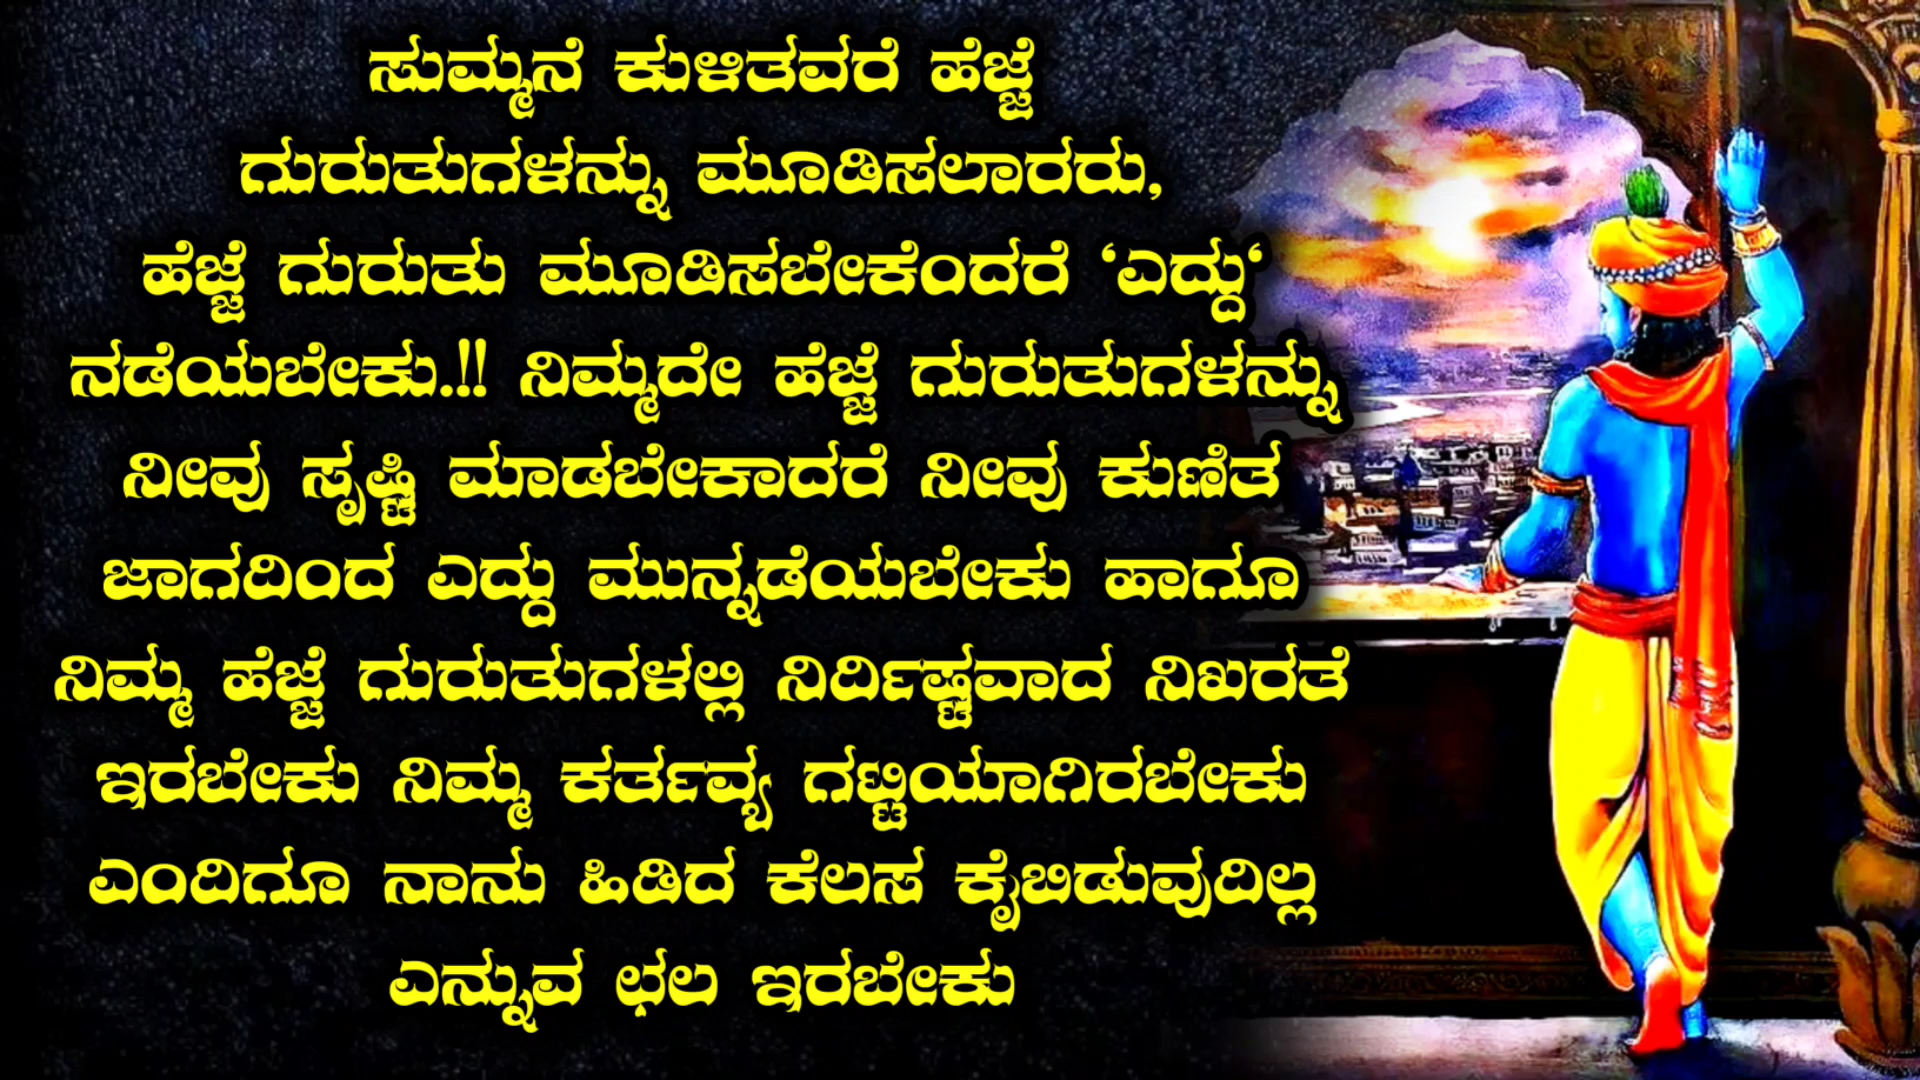 ಸುಮ್ಮನೆ ಕುಳಿತವರೆ ಹೆಜ್ಜೆ
ಗುರುತುಗಳನ್ನು ಮೂಡಿಸಲಾರರು,
ಹೆಜ್ಜೆ ಗುರುತು ಮೂಡಿಸಬೇಕೆಂದರೆ ‘ಎದ್ದು‘
ನಡೆಯಬೇಕು.!! ನಿಮ್ಮದೇ ಹೆಜ್ಜೆ ಗುರುತುಗಳನ್ನು
ನೀವು ಸೃಷ್ಟಿ ಮಾಡಬೇಕಾದರೆ ನೀವು ಕುಣಿತ
ಜಾಗದಿಂದ ಎದ್ದು ಮುನ್ನಡೆಯಬೇಕು ಹಾಗೂ
ನಿಮ್ಮ ಹೆಜ್ಜೆ ಗುರುತುಗಳಲ್ಲಿ ನಿರ್ದಿಷ್ಟವಾದ ನಿಖರತೆ
ಇರಬೇಕು ನಿಮ್ಮ ಕರ್ತವ್ಯ ಗಟ್ಟಿಯಾಗಿರಬೇಕು
ಎಂದಿಗೂ ನಾನು ಹಿಡಿದ ಕೆಲಸ ಕೈಬಿಡುವುದಿಲ್ಲ
ಎನ್ನುವ ಛಲ ಇರಬೇಕು